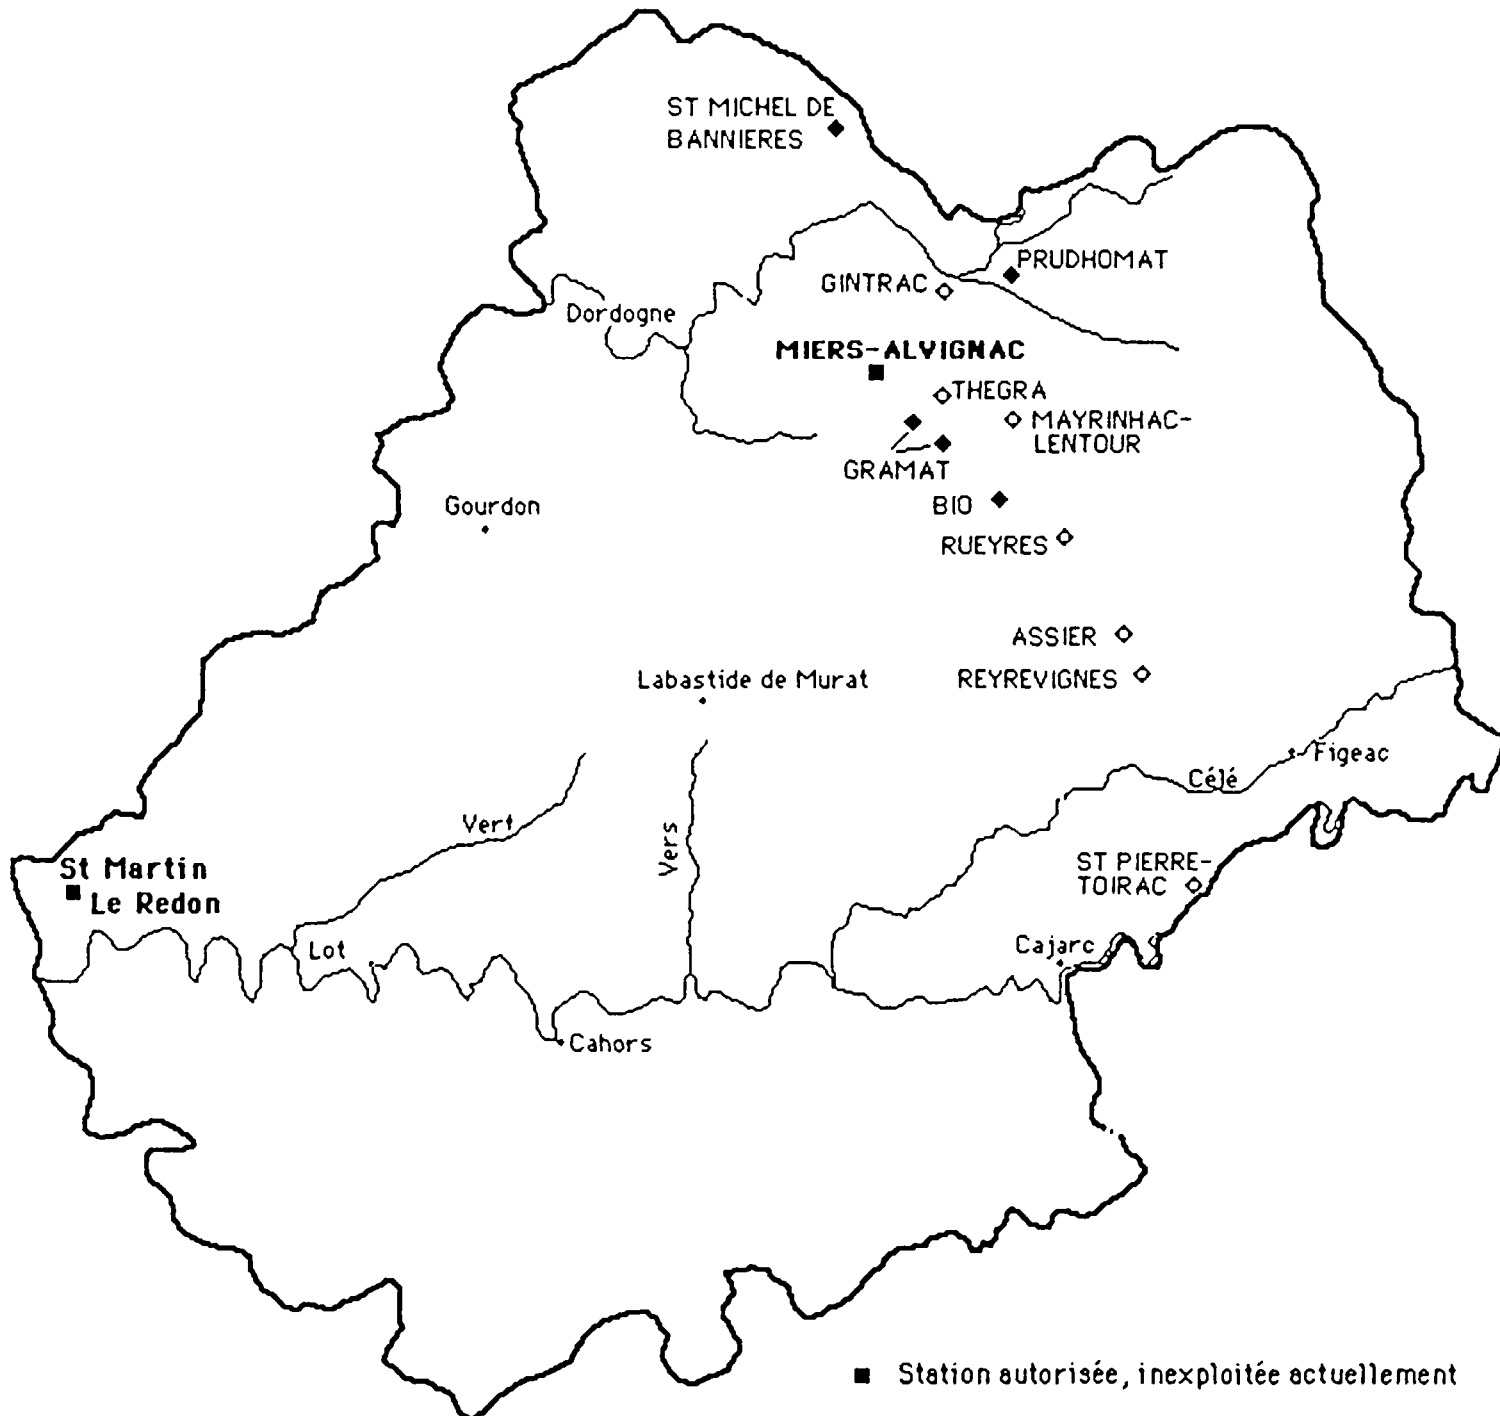 ST MICHEL DE
BANNIERES
PRUDHOMAT
GINTRAC
Dordogne
MIERS-ALVIGNAC
THEGRA
MAYRINHAC-
LENTOUR
GRAMAT
BIO
Gourdon
RUEYRES
ASSIER
REYREVIGNES
Labastide de Murat
Figeac
Célé
Vert
Vers
St Martin
Le Redon
ST PIERRE-
TOIRAC
Lot
Cajarc
Cahors
Station autorisée, inexploitée actuellement